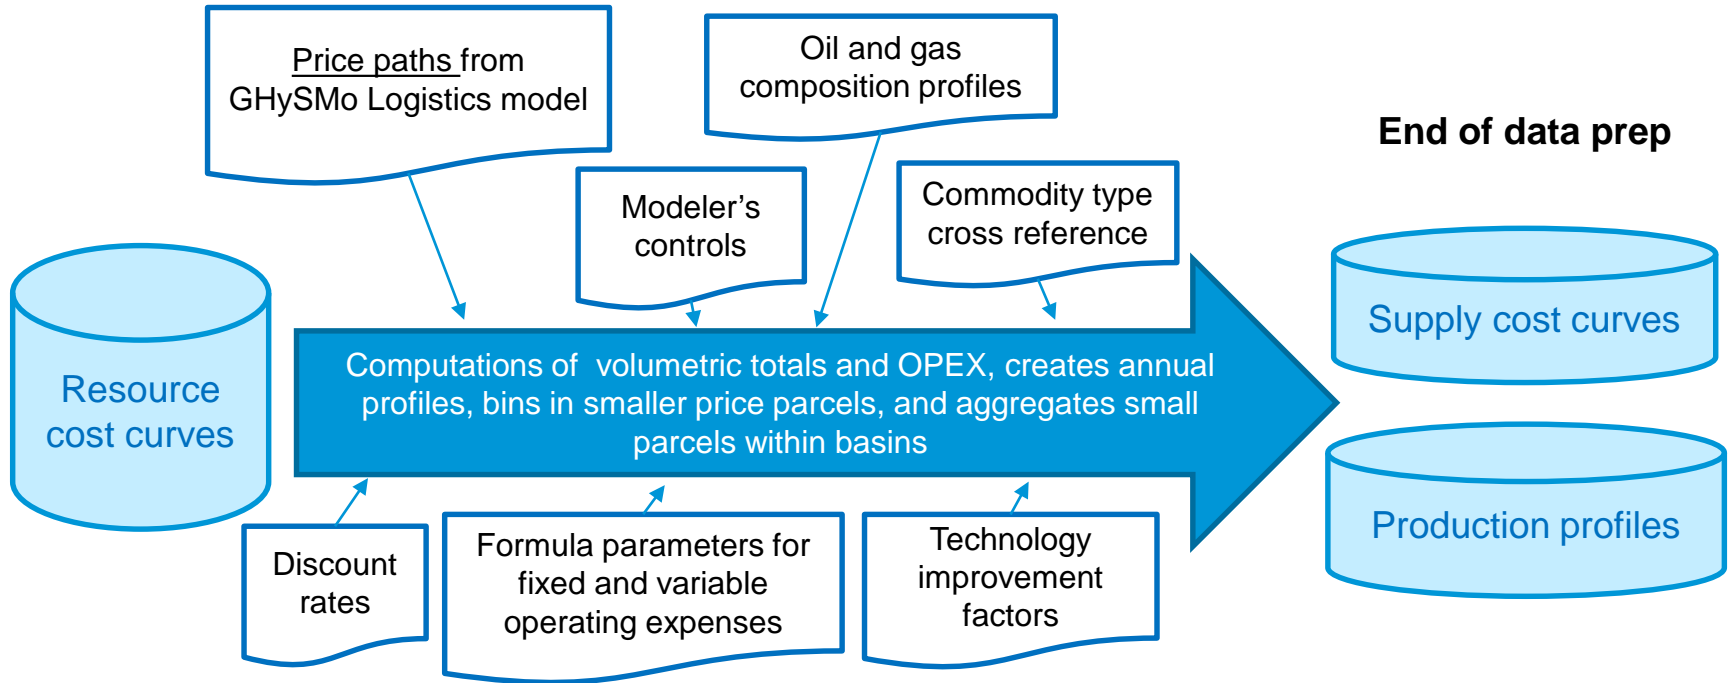 Price paths from
GHySMo Logistics model
Oil and gas
composition profiles
End of data prep
Modeler’s
controls
Commodity type
cross reference
Resource
cost curves
Computations of  volumetric totals and OPEX, creates annual
profiles, bins in smaller price parcels, and aggregates small
parcels within basins
Supply cost curves
Production profiles
Discount
rates
Formula parameters for
fixed and variable
operating expenses
Technology
improvement
factors